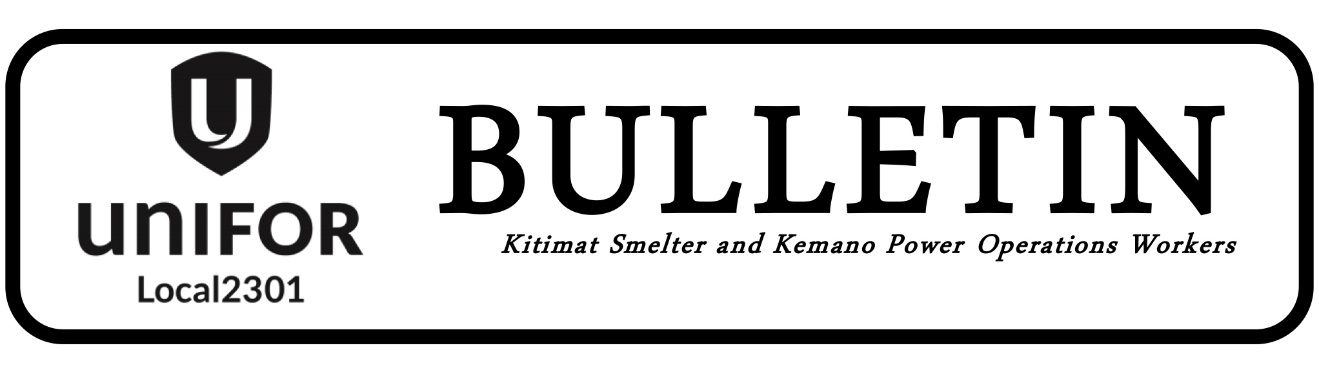 U
UNIFOR
Local2301
BULLETIN
Kitimat Smelter and Kemano Power Operations Workers